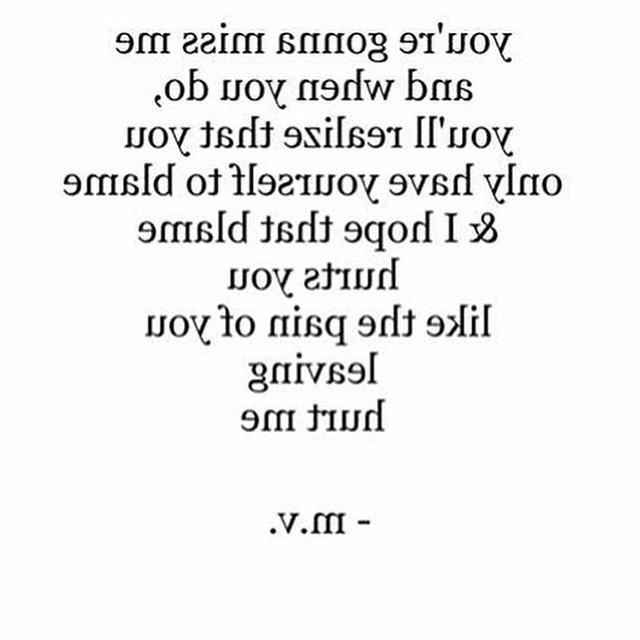 you're gonna miss me
and when you do,
you'll realize that you
only have yourself to blame
& I hope that blame
hurts you
like the pain of you
leaving
hurt me
- m.v.